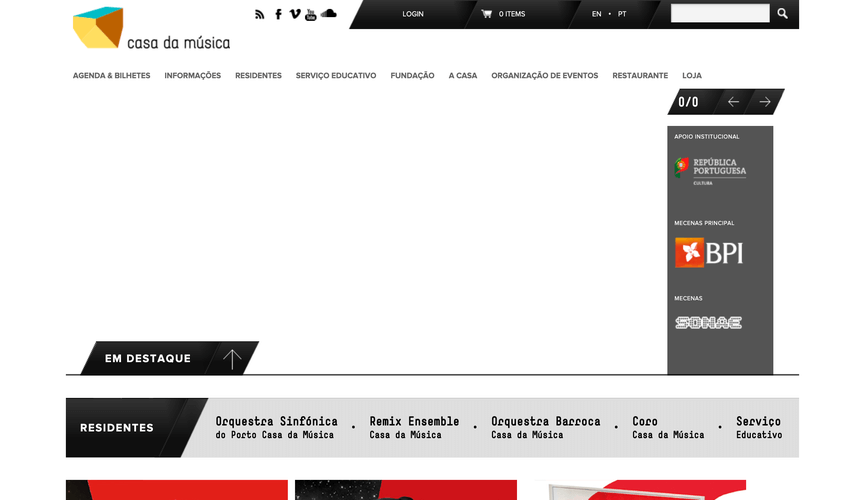 LOGIN
0 ITEMS
EN • PT
casa da música
AGENDA & BILHETES
INFORMAÇÕES
RESIDENTES
SERVIÇO EDUCATIVO
FUNDAÇÃO
A CASA
ORGANIZAÇÃO DE EVENTOS
RESTAURANTE
LOJA
0/0
APOIO INSTITUCIONAL
REPÚBLICA
PORTUGUESA
CULTURA
MECENAS PRINCIPAL
BPI
MECENAS
SONAE
EM DESTAQUE
RESIDENTES
Orquestra Sinfónica
do Porto Casa da Música
Remix Ensemble
Casa da Música
Orquestra Barroca
Casa da Música
Coro
Casa da Música
Serviço
Educativo